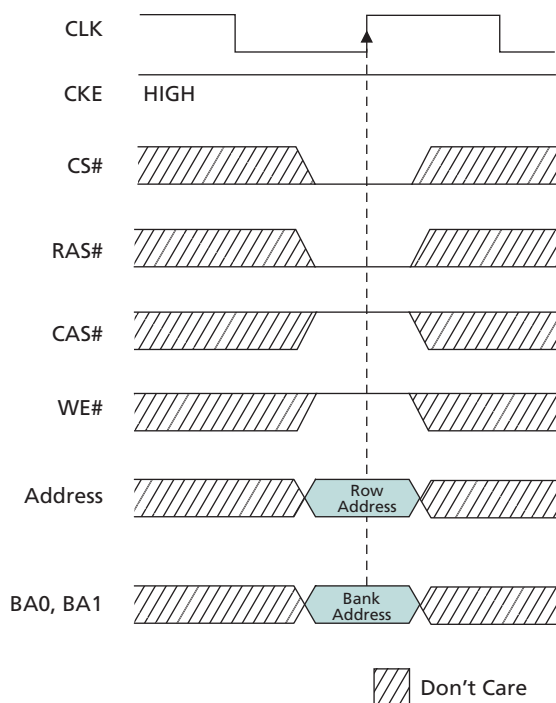 CLK
CKE HIGH
CS#
RAS#
CAS#
WE#
Address Row
Address
BA0, BA1 Bank
Address
Don't Care